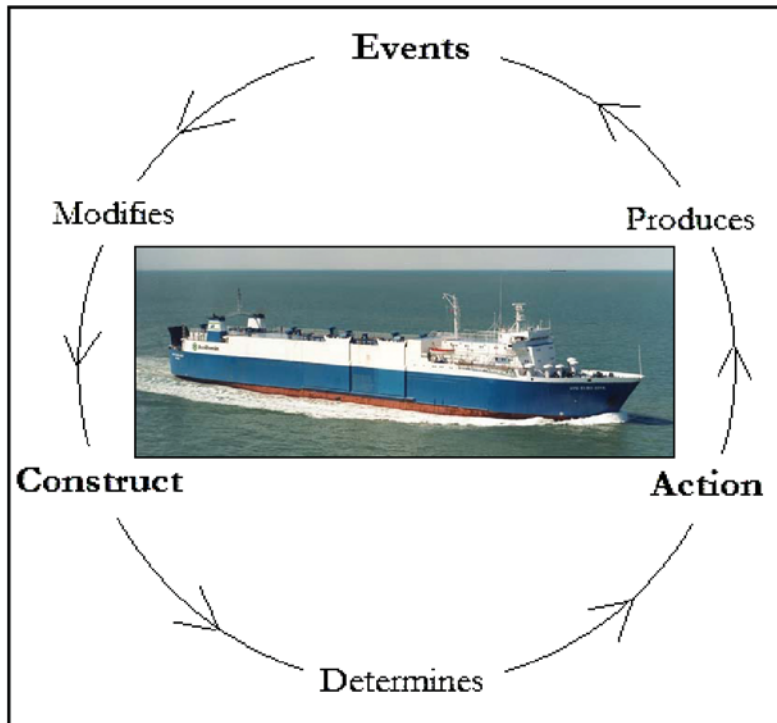 Events
Modifies
Produces
Construct
Action
Determines